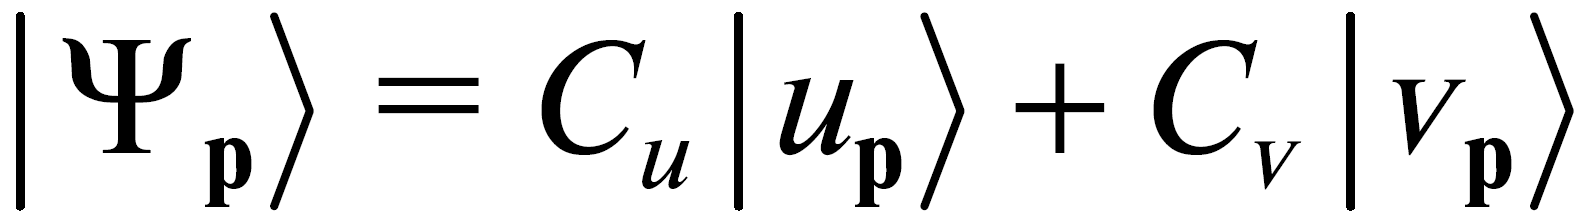 |Ψ_𝐩⟩ = C_u |u_𝐩⟩ + C_v |v_𝐩⟩